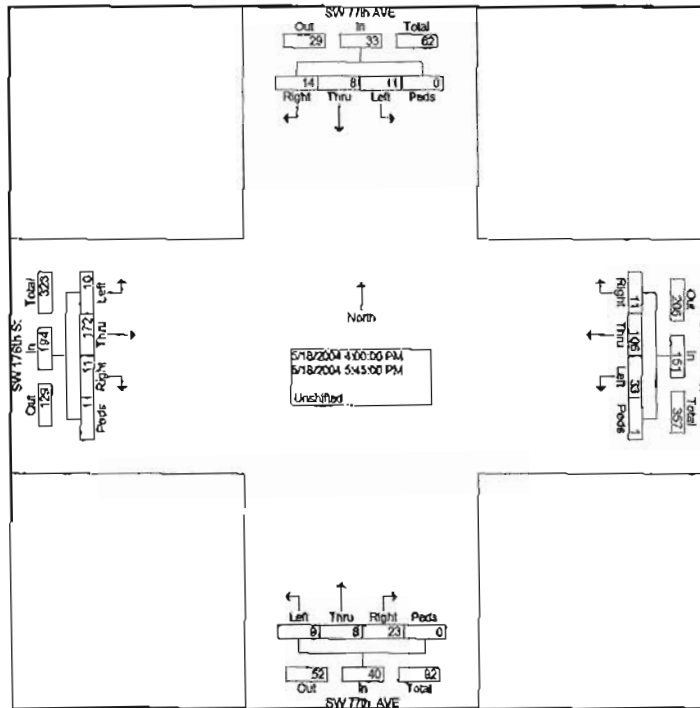 SW 77th AVE
Out In Total
29 33 62
14 8 11 0
Right Thru Left Peds
SW 176th St
Total In Out
323 194 129
10 172 11
Left Thru Right Peds
North
5/18/2004 4:00:00 PM
5/18/2004 5:45:00 PM
Unshifted
Right Thru Left Peds
11 106 33 1
Out In Total
206 151 357
Left Thru Right Peds
9 8 23 0
52 40 92
Out In Total
SW 77th AVE